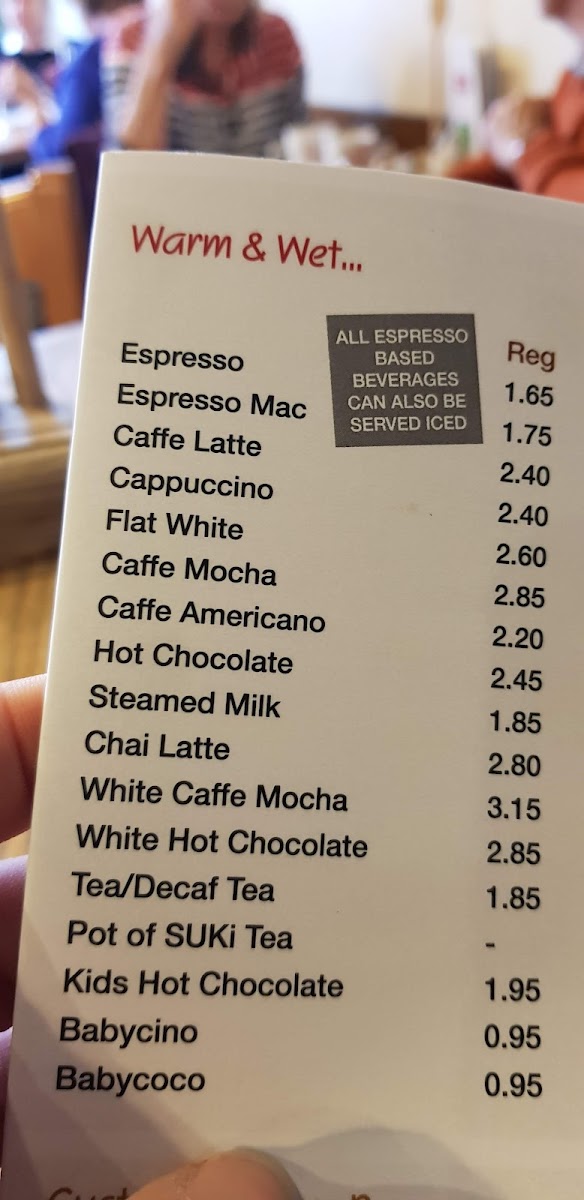 Warm & Wet...
ALL ESPRESSO
BASED
BEVERAGES
CAN ALSO BE
SERVED ICED
Reg
Espresso 1.65
Espresso Mac 1.75
Caffe Latte 2.40
Cappuccino 2.40
Flat White 2.60
Caffe Mocha 2.85
Caffe Americano 2.20
Hot Chocolate 2.45
Steamed Milk 1.85
Chai Latte 2.80
White Caffe Mocha 3.15
White Hot Chocolate 2.85
Tea/Decaf Tea 1.85
Pot of SUKi Tea -
Kids Hot Chocolate 1.95
Babycino 0.95
Babycoco 0.95